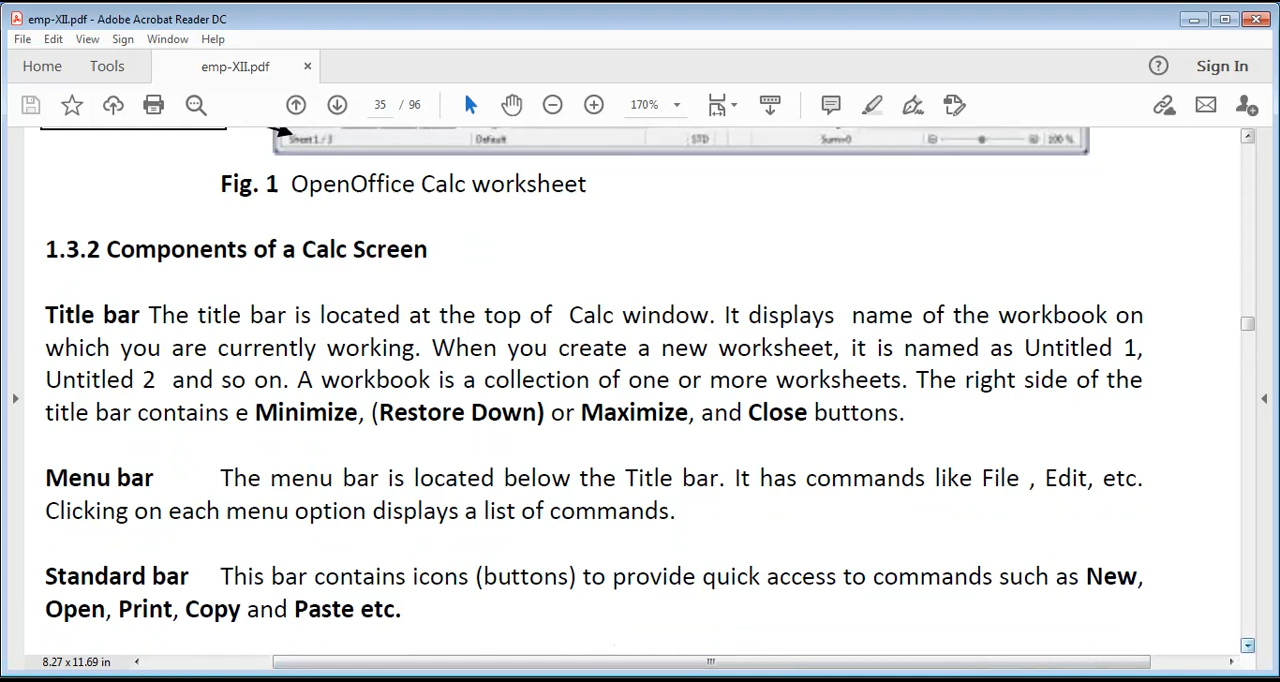 emp-XII.pdf - Adobe Acrobat Reader DC
File Edit View Sign Window Help
Home Tools emp-XII.pdf × ? Sign In
35 / 96 170%
Sheet 1 / 3 Default STD Sum=0 100 %
Fig. 1 OpenOffice Calc worksheet
1.3.2 Components of a Calc Screen
Title bar The title bar is located at the top of Calc window. It displays name of the workbook on
which you are currently working. When you create a new worksheet, it is named as Untitled 1,
Untitled 2 and so on. A workbook is a collection of one or more worksheets. The right side of the
title bar contains e Minimize, (Restore Down) or Maximize, and Close buttons.
Menu bar The menu bar is located below the Title bar. It has commands like File , Edit, etc.
Clicking on each menu option displays a list of commands.
Standard bar This bar contains icons (buttons) to provide quick access to commands such as New,
Open, Print, Copy and Paste etc.
8.27 x 11.69 in